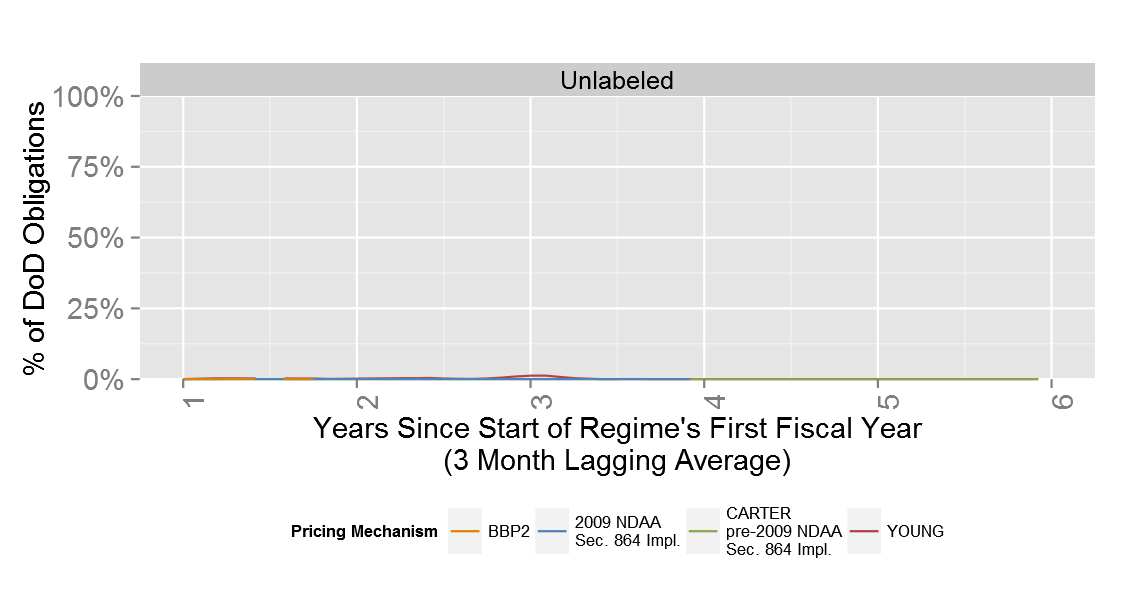 Unlabeled
100%
75%
50%
25%
0%
% of DoD Obligations
1
2
3
4
5
6
Years Since Start of Regime's First Fiscal Year
(3 Month Lagging Average)
Pricing Mechanism
BBP2
2009 NDAA
Sec. 864 Impl.
CARTER
pre-2009 NDAA
Sec. 864 Impl.
YOUNG